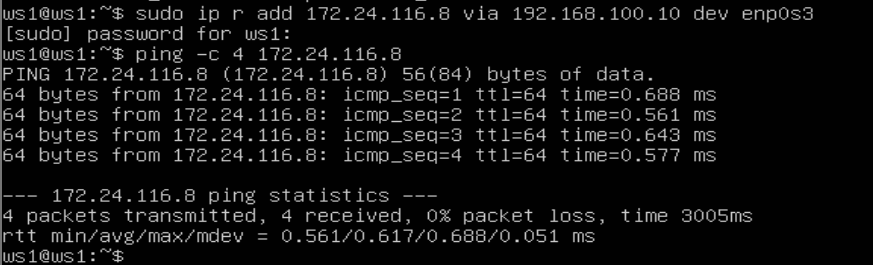 ws1@ws1:~$ sudo ip r add 172.24.116.8 via 192.168.100.10 dev enp0s3
[sudo] password for ws1:
ws1@ws1:~$ ping -c 4 172.24.116.8
PING 172.24.116.8 (172.24.116.8) 56(84) bytes of data.
64 bytes from 172.24.116.8: icmp_seq=1 ttl=64 time=0.688 ms
64 bytes from 172.24.116.8: icmp_seq=2 ttl=64 time=0.561 ms
64 bytes from 172.24.116.8: icmp_seq=3 ttl=64 time=0.643 ms
64 bytes from 172.24.116.8: icmp_seq=4 ttl=64 time=0.577 ms

--- 172.24.116.8 ping statistics ---
4 packets transmitted, 4 received, 0% packet loss, time 3005ms
rtt min/avg/max/mdev = 0.561/0.617/0.688/0.051 ms
ws1@ws1:~$